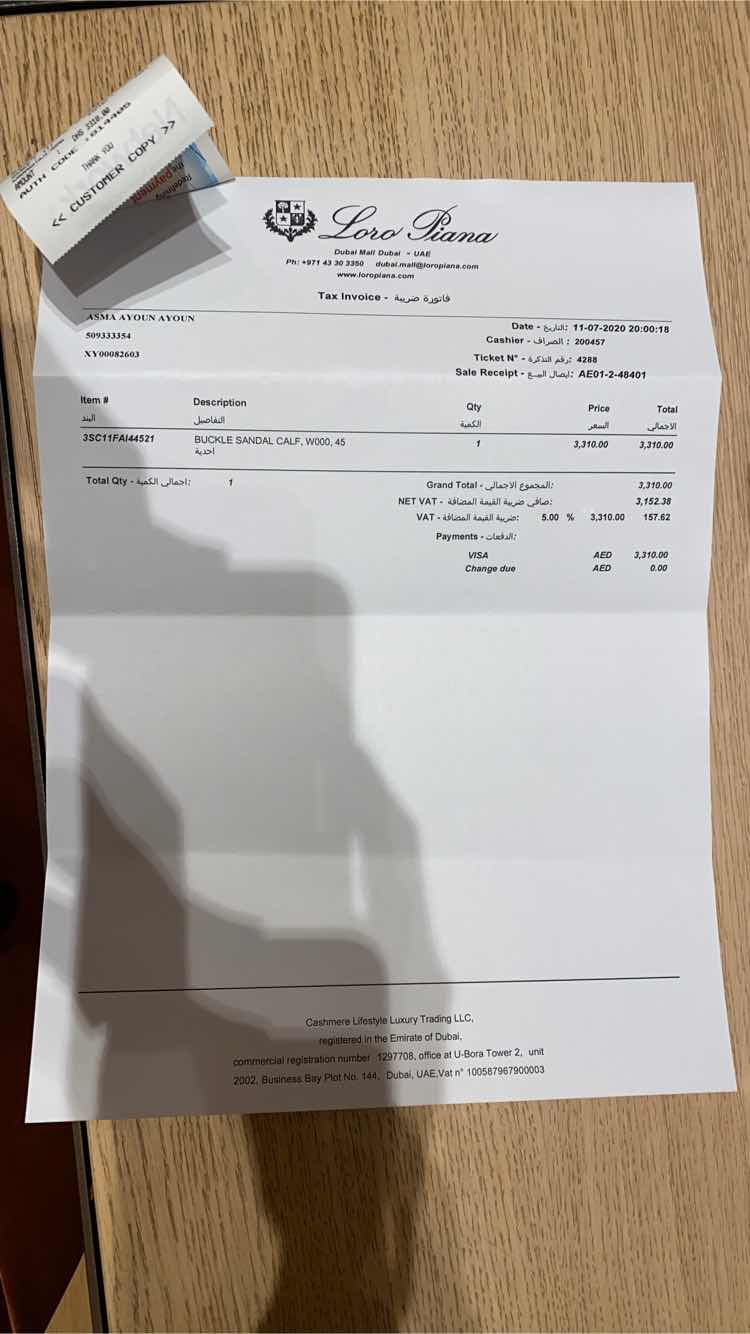 AMOUNT : DHS 3310.00
AUTH CODE
THANK YOU
<< CUSTOMER COPY >>
Redefining
the payment
Loro Piana
Dubai Mall Dubai - UAE
Ph: +971 43 30 3350 dubai.mall@loropiana.com
www.loropiana.com
Tax Invoice - فاتورة ضريبة
ASMA AYOUN AYOUN
509333354
XY00082603
Date - التاريخ: 11-07-2020 20:00:18
Cashier - الصراف : 200457
Ticket N° - رقم التذكرة: 4288
Sale Receipt - ايصال البيع: AE01-2-48401
Item # Description Qty Price Total
البند التفاصيل الكمية السعر الاجمالي
3SC11FAI44521 BUCKLE SANDAL CALF, W000, 45 1 3,310.00 3,310.00
احدية
Total Qty - اجمالي الكمية: 1
Grand Total - المجموع الاجمالي: 3,310.00
NET VAT - صافي ضريبة القيمة المضافة: 3,152.38
VAT - ضريبة القيمة المضافة: 5.00 % 3,310.00 157.62
Payments - الدفعات:
VISA AED 3,310.00
Change due AED 0.00
Cashmere Lifestyle Luxury Trading LLC,
registered in the Emirate of Dubai,
commercial registration number 1297708, office at U-Bora Tower 2, unit
2002, Business Bay Plot No. 144, Dubai, UAE,Vat n° 100587967900003